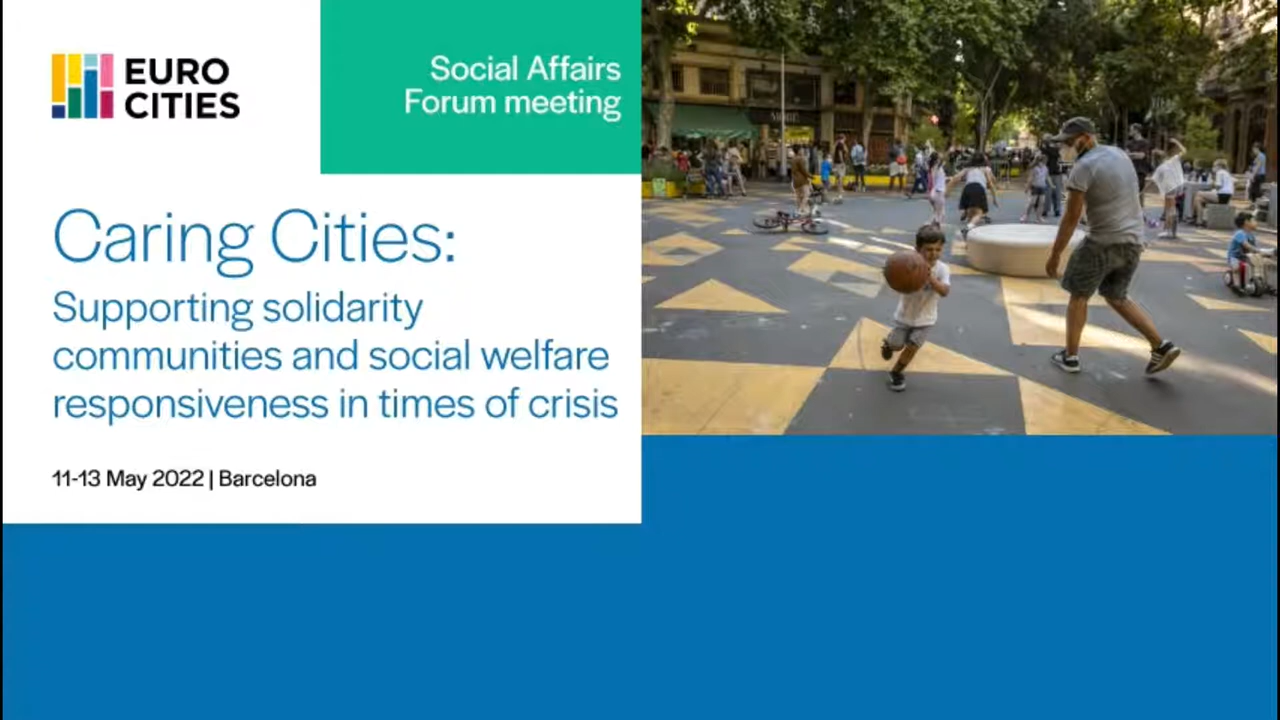 EURO
CITIES
Social Affairs
Forum meeting
Caring Cities:
Supporting solidarity
communities and social welfare
responsiveness in times of crisis
11-13 May 2022 | Barcelona